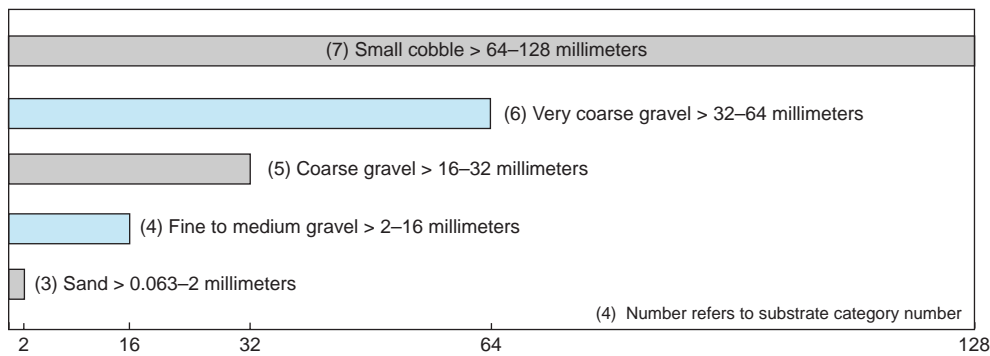 (7) Small cobble > 64–128 millimeters
(6) Very coarse gravel > 32–64 millimeters
(5) Coarse gravel > 16–32 millimeters
(4) Fine to medium gravel > 2–16 millimeters
(3) Sand > 0.063–2 millimeters
(4) Number refers to substrate category number
2 16 32 64 128